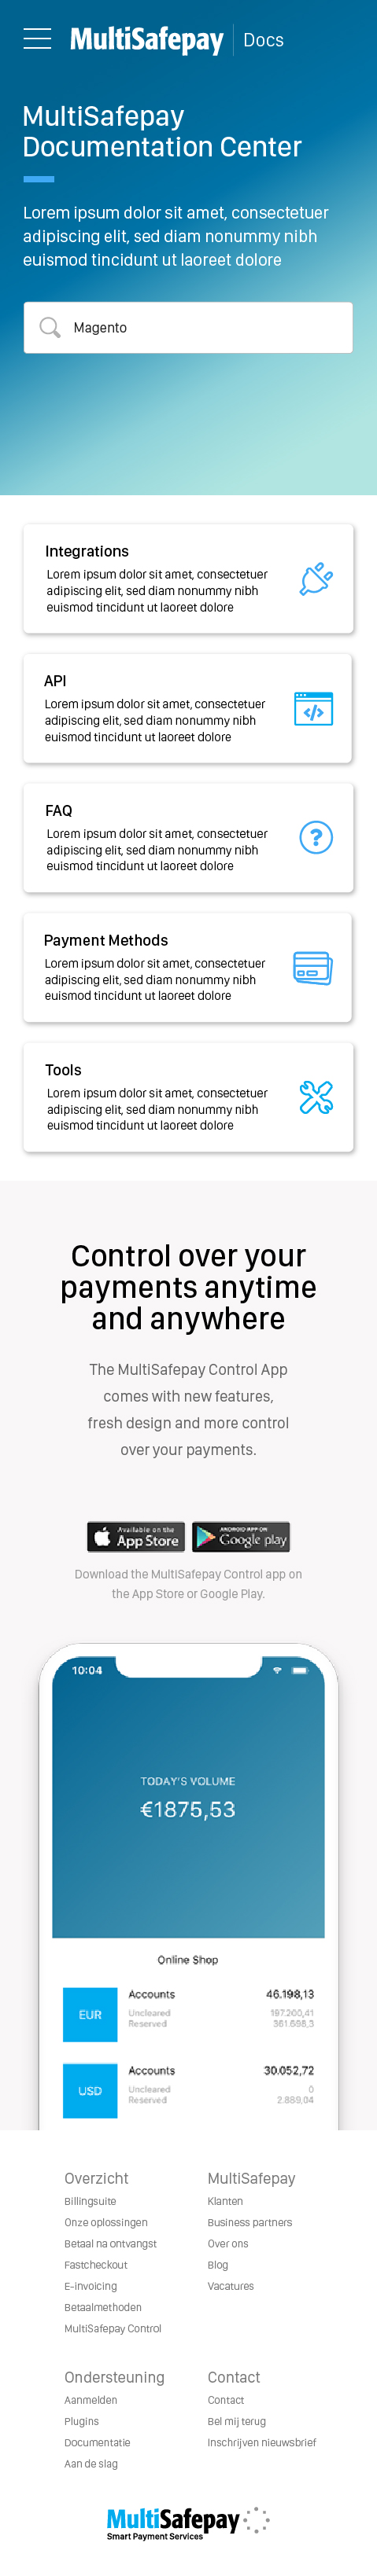 MultiSafepay Docs
MultiSafepay
Documentation Center
Lorem ipsum dolor sit amet, consectetuer
adipiscing elit, sed diam nonummy nibh
euismod tincidunt ut laoreet dolore
Magento
Integrations
Lorem ipsum dolor sit amet, consectetuer
adipiscing elit, sed diam nonummy nibh
euismod tincidunt ut laoreet dolore
API
Lorem ipsum dolor sit amet, consectetuer
adipiscing elit, sed diam nonummy nibh
euismod tincidunt ut laoreet dolore
FAQ
Lorem ipsum dolor sit amet, consectetuer
adipiscing elit, sed diam nonummy nibh
euismod tincidunt ut laoreet dolore
Payment Methods
Lorem ipsum dolor sit amet, consectetuer
adipiscing elit, sed diam nonummy nibh
euismod tincidunt ut laoreet dolore
Tools
Lorem ipsum dolor sit amet, consectetuer
adipiscing elit, sed diam nonummy nibh
euismod tincidunt ut laoreet dolore
Control over your
payments anytime
and anywhere
The MultiSafepay Control App
comes with new features,
fresh design and more control
over your payments.
Available on the
App Store
ANDROID APP ON
Google play
Download the MultiSafepay Control app on
the App Store or Google Play.
10:04
TODAY'S VOLUME
€1875,53
Online Shop
EUR
Accounts 46.198,13
Uncleared 197.200,41
Reserved
USD
Accounts 30.052,72
Uncleared 0
Reserved 2.889,04
Overzicht
Billingsuite
Onze oplossingen
Betaal na ontvangst
Fastcheckout
E-invoicing
Betaalmethoden
MultiSafepay Control
MultiSafepay
Klanten
Business partners
Over ons
Blog
Vacatures
Ondersteuning
Aanmelden
Plugins
Documentatie
Aan de slag
Contact
Contact
Bel mij terug
Inschrijven nieuwsbrief
MultiSafepay
Smart Payment Services